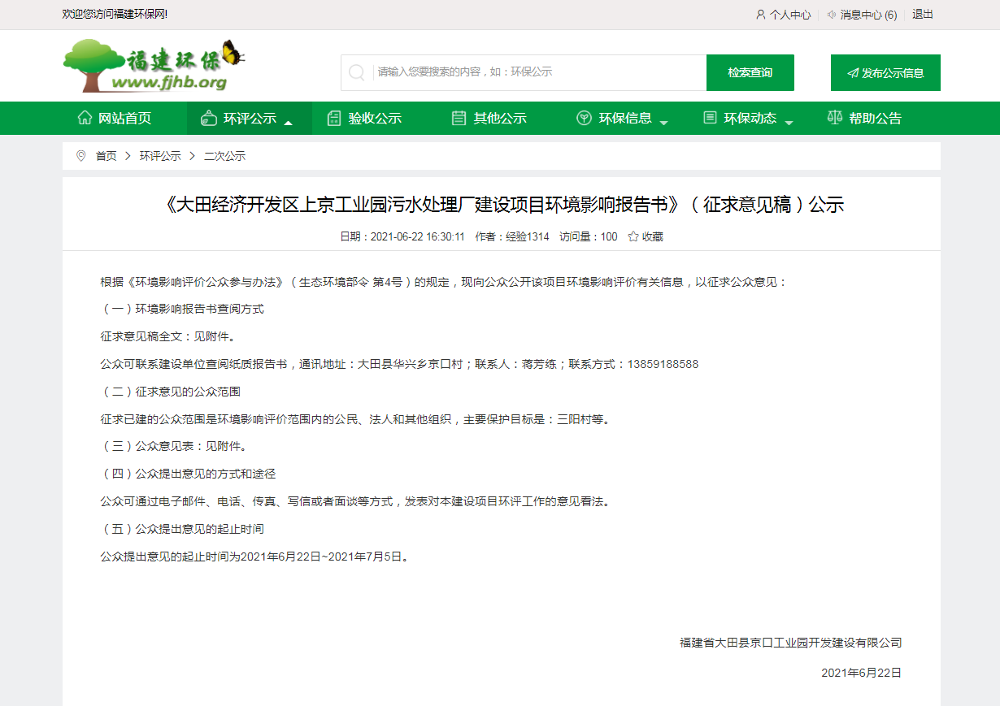 欢迎您访问福建环保网!
个人中心 消息中心 (6) 退出
福建环保
www.fjhb.org
请输入您要搜索的内容，如：环保公示
检索查询
发布公示信息
网站首页 环评公示 验收公示 其他公示 环保信息 环保动态 帮助公告
首页 > 环评公示 > 二次公示
《大田经济开发区上京工业园污水处理厂建设项目环境影响报告书》（征求意见稿）公示
日期：2021-06-22 16:30:11 作者：经验1314 访问量：100 收藏
根据《环境影响评价公众参与办法》（生态环境部令 第4号）的规定，现向公众公开该项目环境影响评价有关信息，以征求公众意见：
（一）环境影响报告书查阅方式
征求意见稿全文：见附件。
公众可联系建设单位查阅纸质报告书，通讯地址：大田县华兴乡京口村；联系人：蒋芳练；联系方式：13859188588
（二）征求意见的公众范围
征求已建的公众范围是环境影响评价范围内的公民、法人和其他组织，主要保护目标是：三阳村等。
（三）公众意见表：见附件。
（四）公众提出意见的方式和途径
公众可通过电子邮件、电话、传真、写信或者面谈等方式，发表对本建设项目环评工作的意见看法。
（五）公众提出意见的起止时间
公众提出意见的起止时间为2021年6月22日~2021年7月5日。
福建省大田县京口工业园开发建设有限公司
2021年6月22日